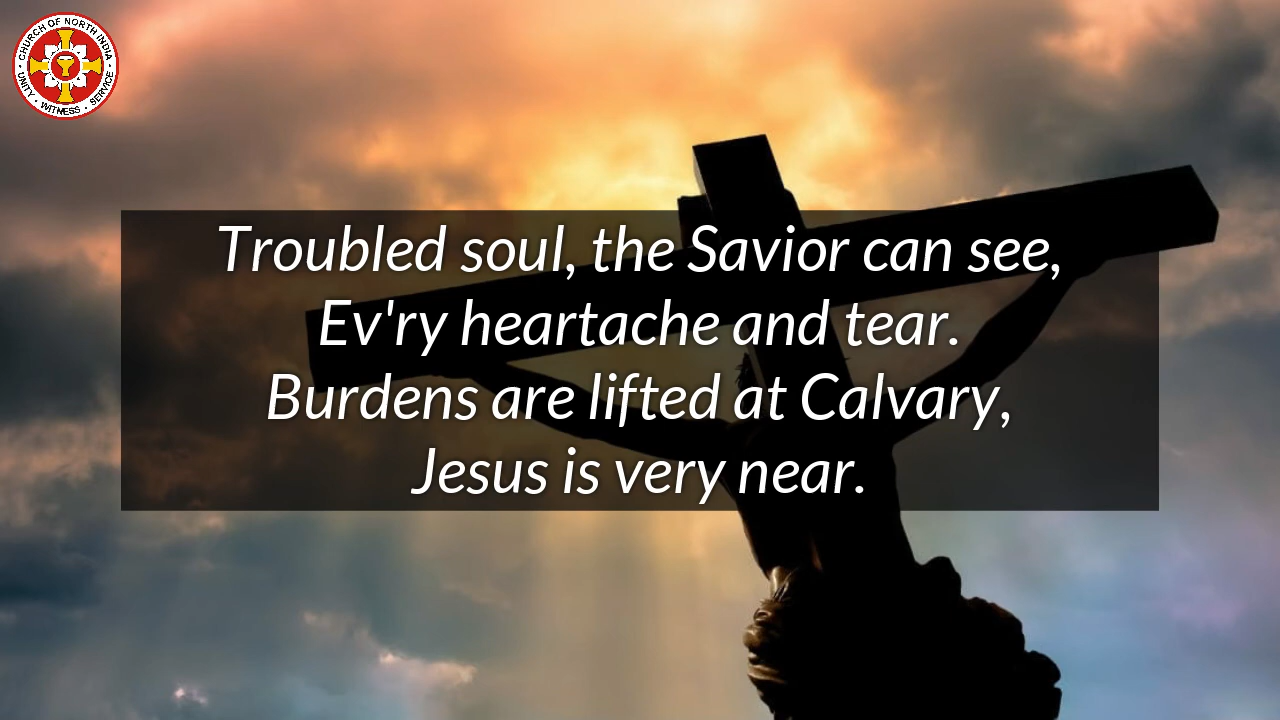 CHURCH OF NORTH INDIA
UNITY · WITNESS · SERVICE
Troubled soul, the Savior can see,
Ev'ry heartache and tear.
Burdens are lifted at Calvary,
Jesus is very near.